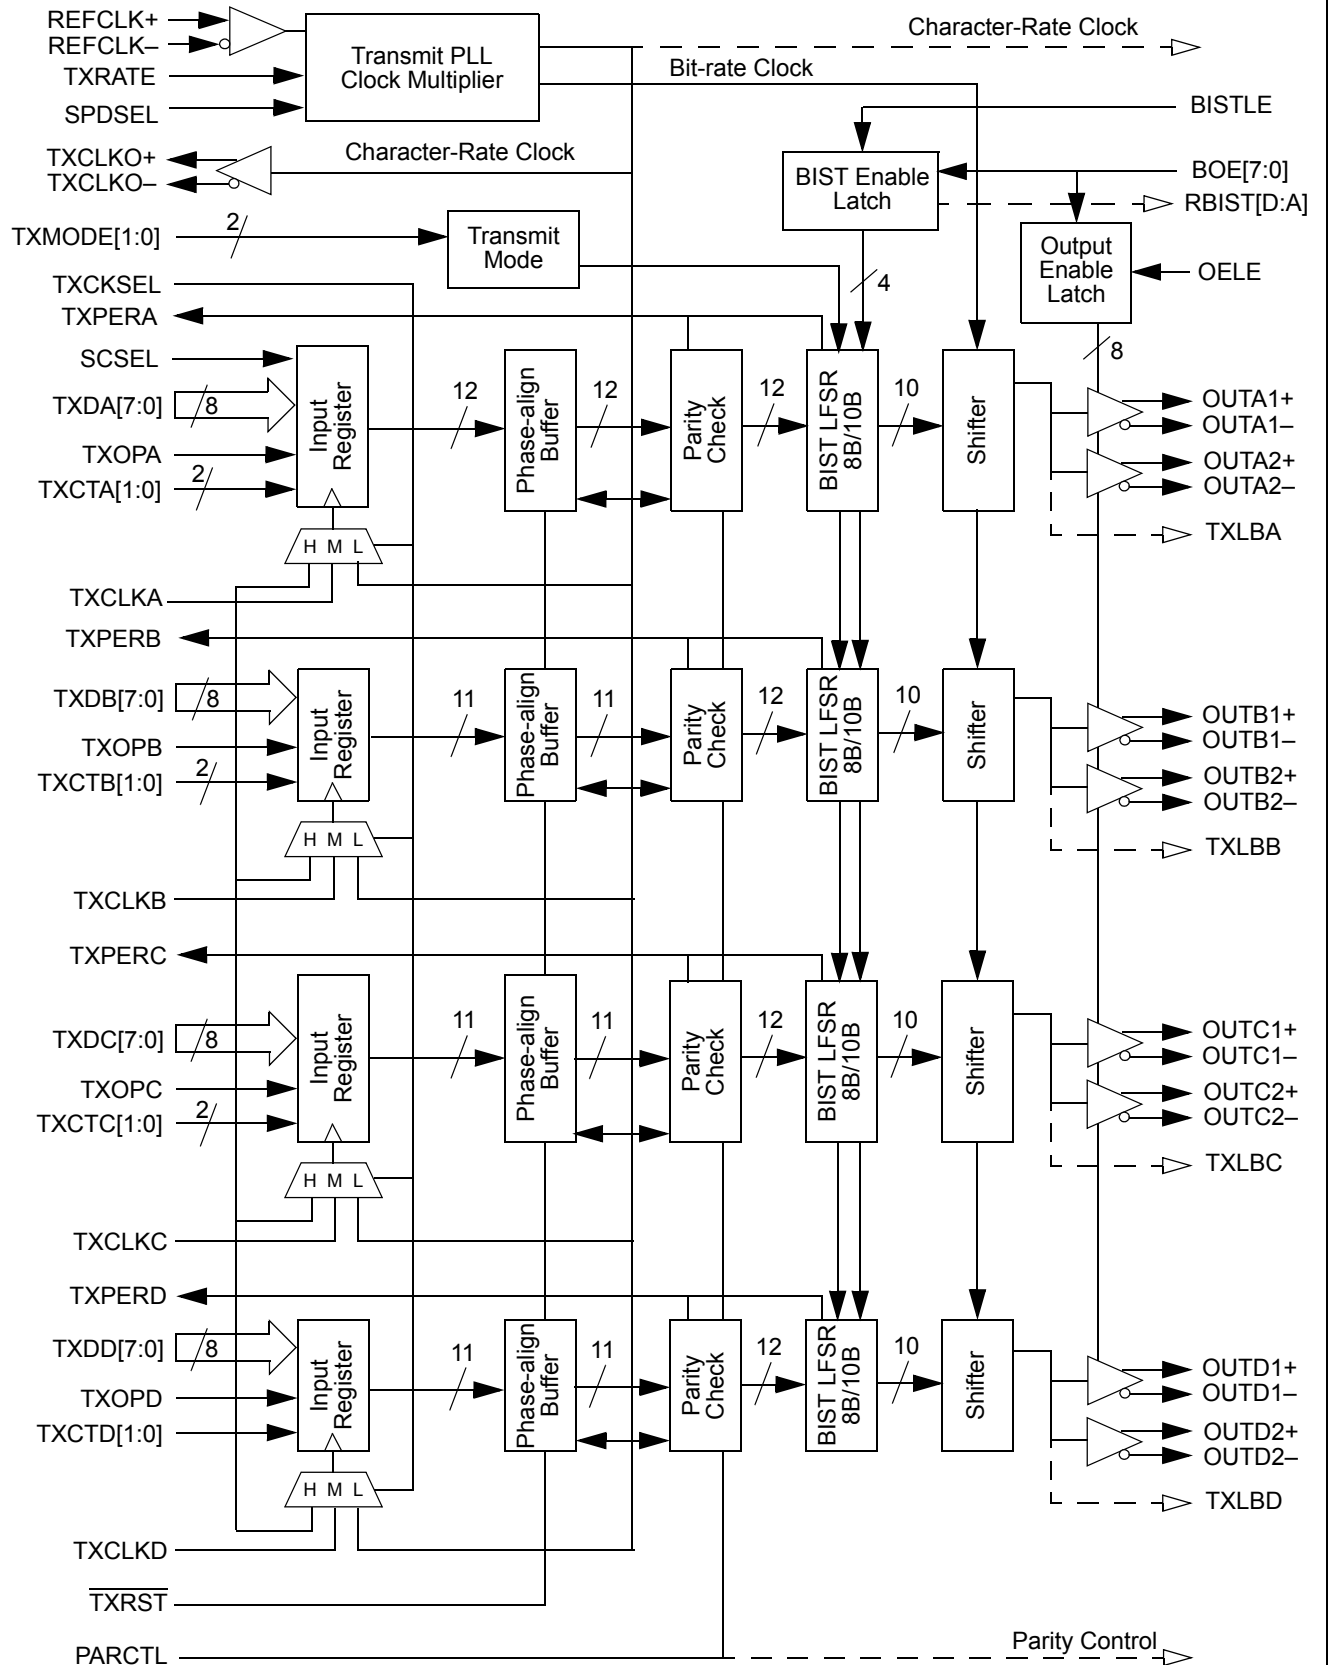 REFCLK+
REFCLK–
TXRATE
SPDSEL
Transmit PLL
Clock Multiplier
Character-Rate Clock
Bit-rate Clock
BISTLE
TXCLKO+
TXCLKO–
Character-Rate Clock
BIST Enable
Latch
BOE[7:0]
RBIST[D:A]
TXMODE[1:0]
2
Transmit
Mode
Output
Enable
Latch
OELE
TXCKSEL
4
TXPERA
8
SCSEL
TXDA[7:0]
8
TXOPA
TXCTA[1:0]
2
Input
Register
12
Phase-align
Buffer
12
Parity
Check
12
BIST LFSR
8B/10B
10
Shifter
OUTA1+
OUTA1–
OUTA2+
OUTA2–
TXLBA
H M L
TXCLKA
TXPERB
TXDB[7:0]
8
TXOPB
TXCTB[1:0]
2
Input
Register
11
Phase-align
Buffer
11
Parity
Check
12
BIST LFSR
8B/10B
10
Shifter
OUTB1+
OUTB1–
OUTB2+
OUTB2–
TXLBB
H M L
TXCLKB
TXPERC
TXDC[7:0]
8
TXOPC
TXCTC[1:0]
2
Input
Register
11
Phase-align
Buffer
11
Parity
Check
12
BIST LFSR
8B/10B
10
Shifter
OUTC1+
OUTC1–
OUTC2+
OUTC2–
TXLBC
H M L
TXCLKC
TXPERD
TXDD[7:0]
8
TXOPD
TXCTD[1:0]
Input
Register
11
Phase-align
Buffer
11
Parity
Check
12
BIST LFSR
8B/10B
10
Shifter
OUTD1+
OUTD1–
OUTD2+
OUTD2–
TXLBD
H M L
TXCLKD
TXRST
PARCTL
Parity Control